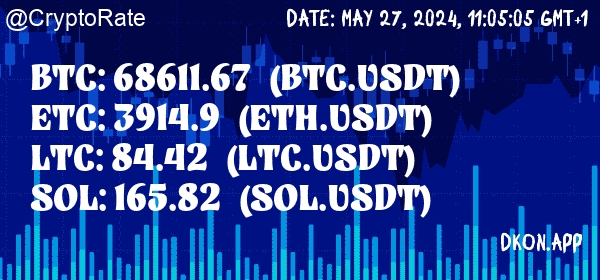 @CryptoRate
DATE: MAY 27, 2024, 11:05:05 GMT+1
BTC: 68611.67 (BTC.USDT)
ETC: 3914.9 (ETH.USDT)
LTC: 84.42 (LTC.USDT)
SOL: 165.82 (SOL.USDT)
DKON.APP